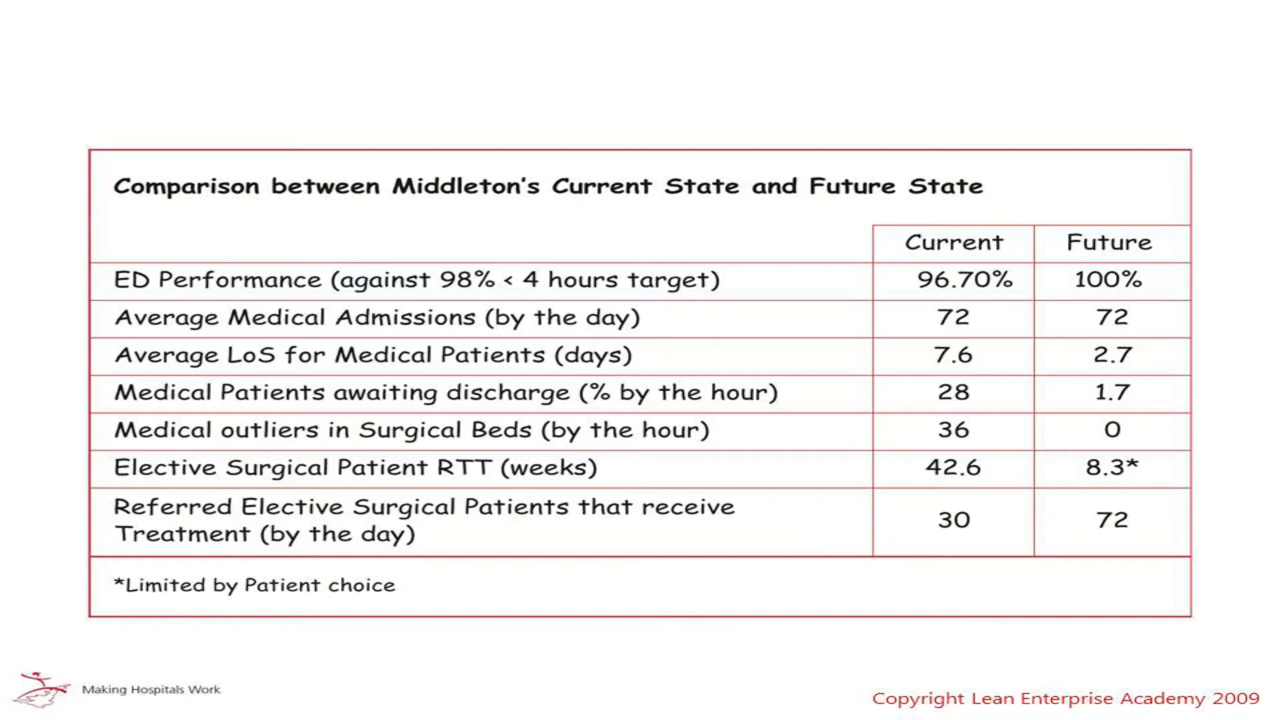 Comparison between Middleton's Current State and Future State
Current Future
ED Performance (against 98% < 4 hours target) 96.70% 100%
Average Medical Admissions (by the day) 72 72
Average LoS for Medical Patients (days) 7.6 2.7
Medical Patients awaiting discharge (% by the hour) 28 1.7
Medical outliers in Surgical Beds (by the hour) 36 0
Elective Surgical Patient RTT (weeks) 42.6 8.3*
Referred Elective Surgical Patients that receive
Treatment (by the day) 30 72
*Limited by Patient choice
Making Hospitals Work
Copyright Lean Enterprise Academy 2009